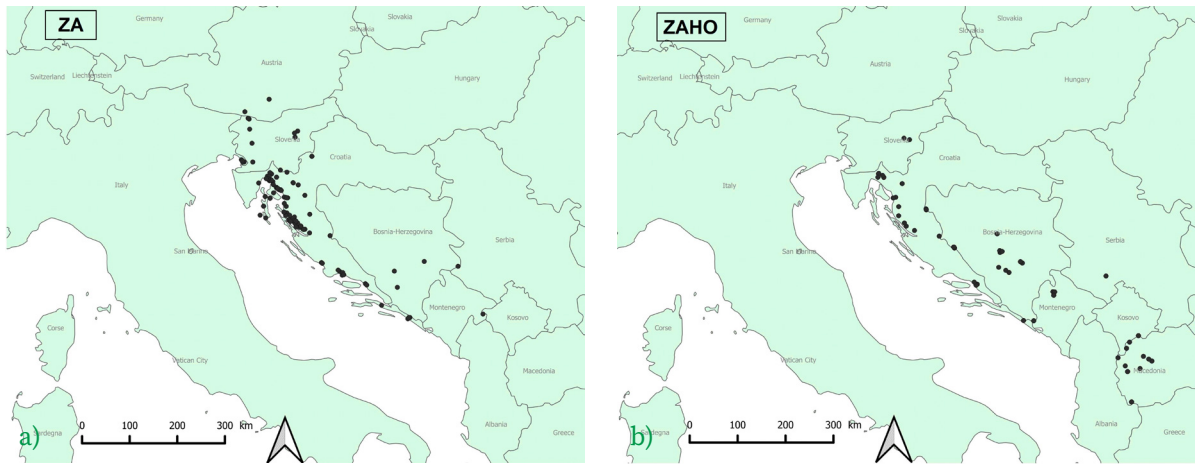 ZA
Germany
Slovakia
Slovakia
Austria
Switzerland
Liechtenstein
Hungary
Slovenia
Croatia
Italy
Bosnia-Herzegovina
Serbia
San Marino
Montenegro
Kosovo
Corse
Vatican City
Macedonia
Albania
Sardegna
Greece
a)
0 100 200 300 km
ZAHO
Germany
Slovakia
Slovakia
Austria
Switzerland
Liechtenstein
Hungary
Slovenia
Croatia
Italy
Bosnia-Herzegovina
Serbia
San Marino
Montenegro
Kosovo
Corse
Vatican City
Macedonia
Albania
Sardegna
Greece
b)
0 100 200 300 km